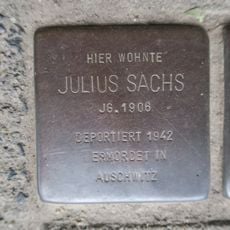 HIER WOHNTE
JULIUS SACHS
JG. 1906
DEPORTIERT 1942
ERMORDET IN
AUSCHWITZ